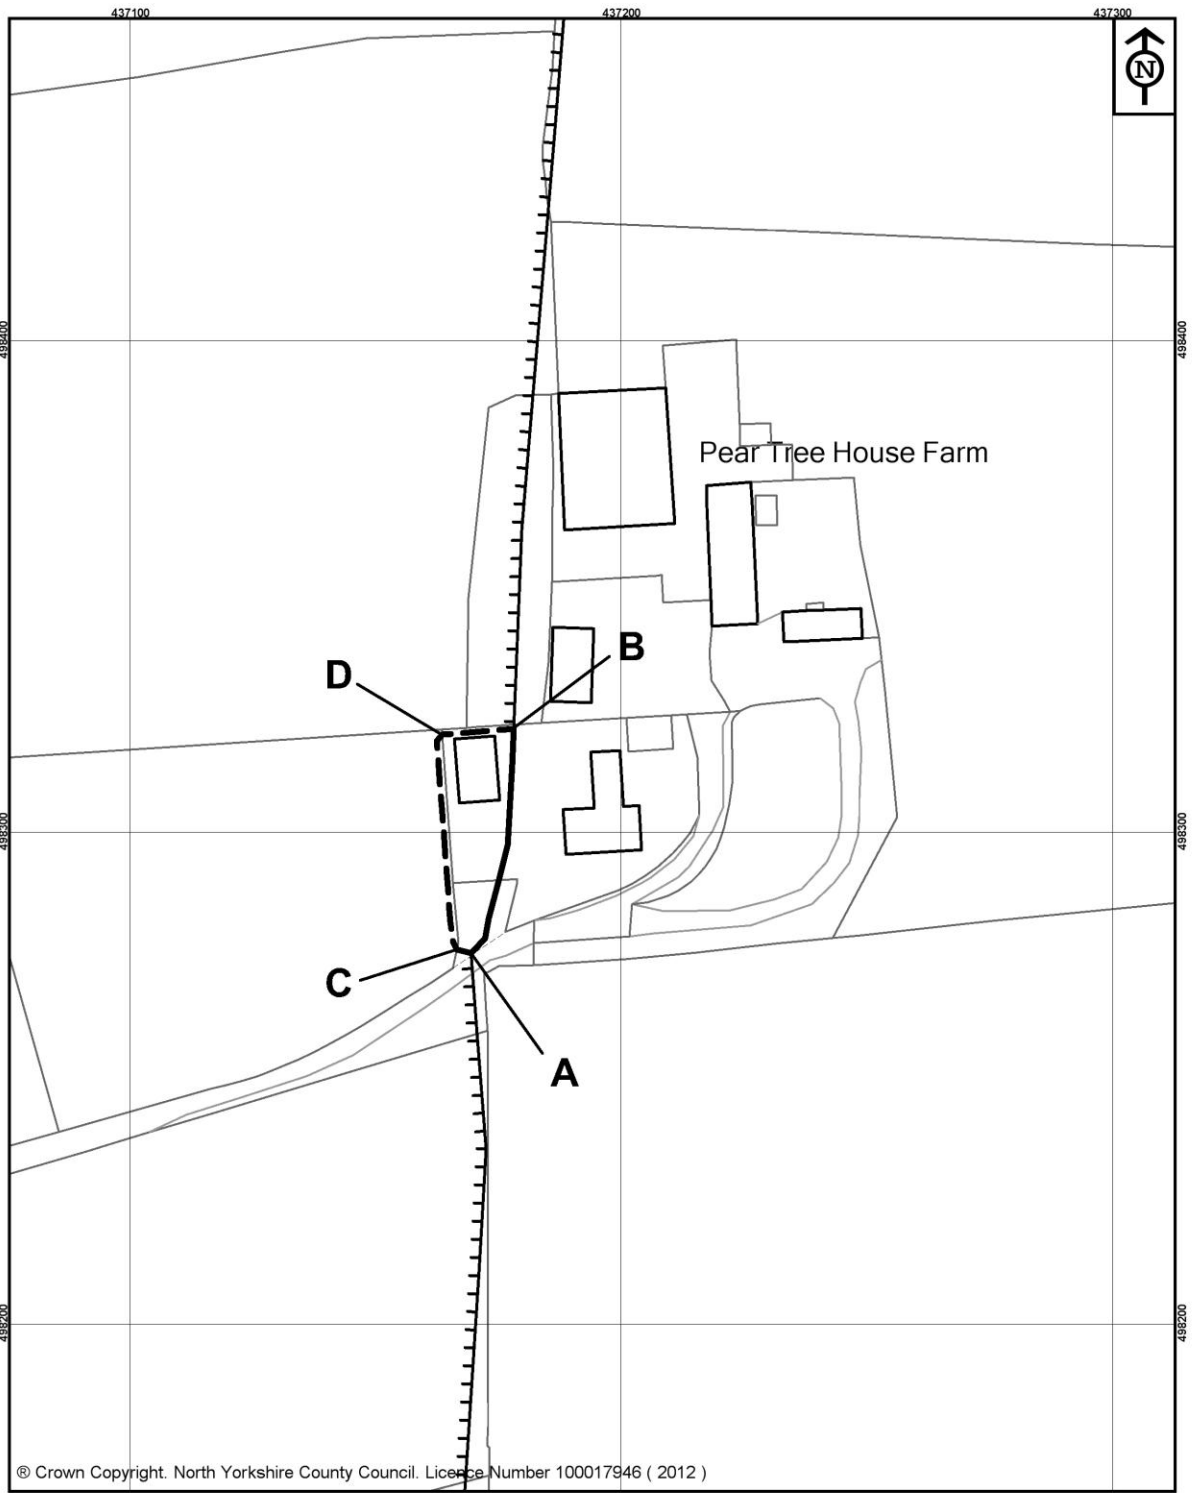 437100
437200
437300
N
498400
498400
Pear Tree House Farm
B
D
498300
498300
C
A
498200
498200
® Crown Copyright. North Yorkshire County Council. Licence Number 100017946 ( 2012 )